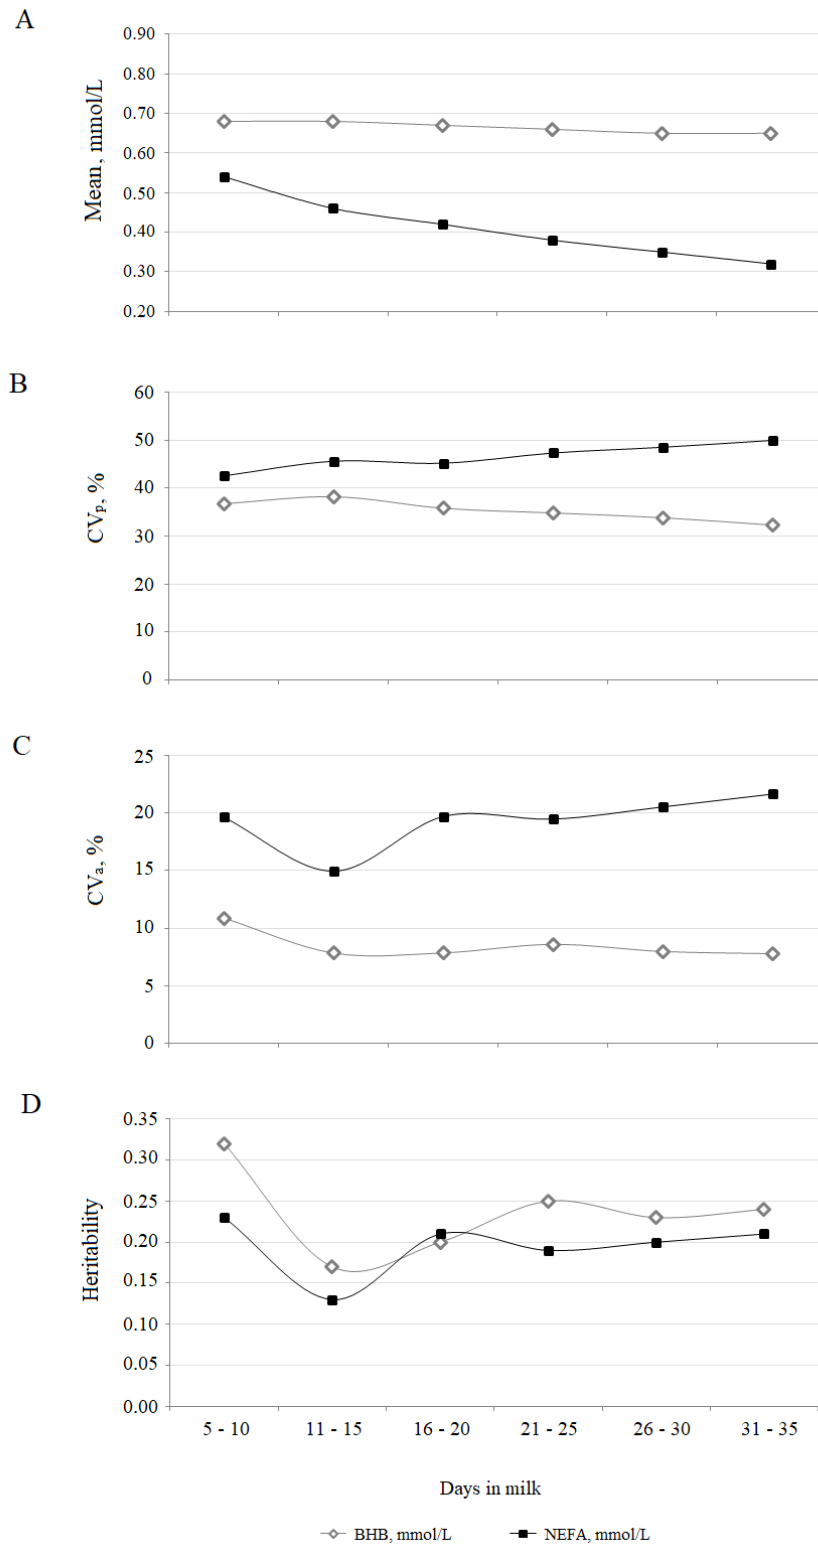 A
Mean, mmol/L
0.90
0.80
0.70
0.60
0.50
0.40
0.30
0.20
B
CVₚ, %
60
50
40
30
20
10
0
C
CVₐ, %
25
20
15
10
5
0
D
Heritability
0.35
0.30
0.25
0.20
0.15
0.10
0.05
0.00
5 - 10 11 - 15 16 - 20 21 - 25 26 - 30 31 - 35
Days in milk
BHB, mmol/L NEFA, mmol/L